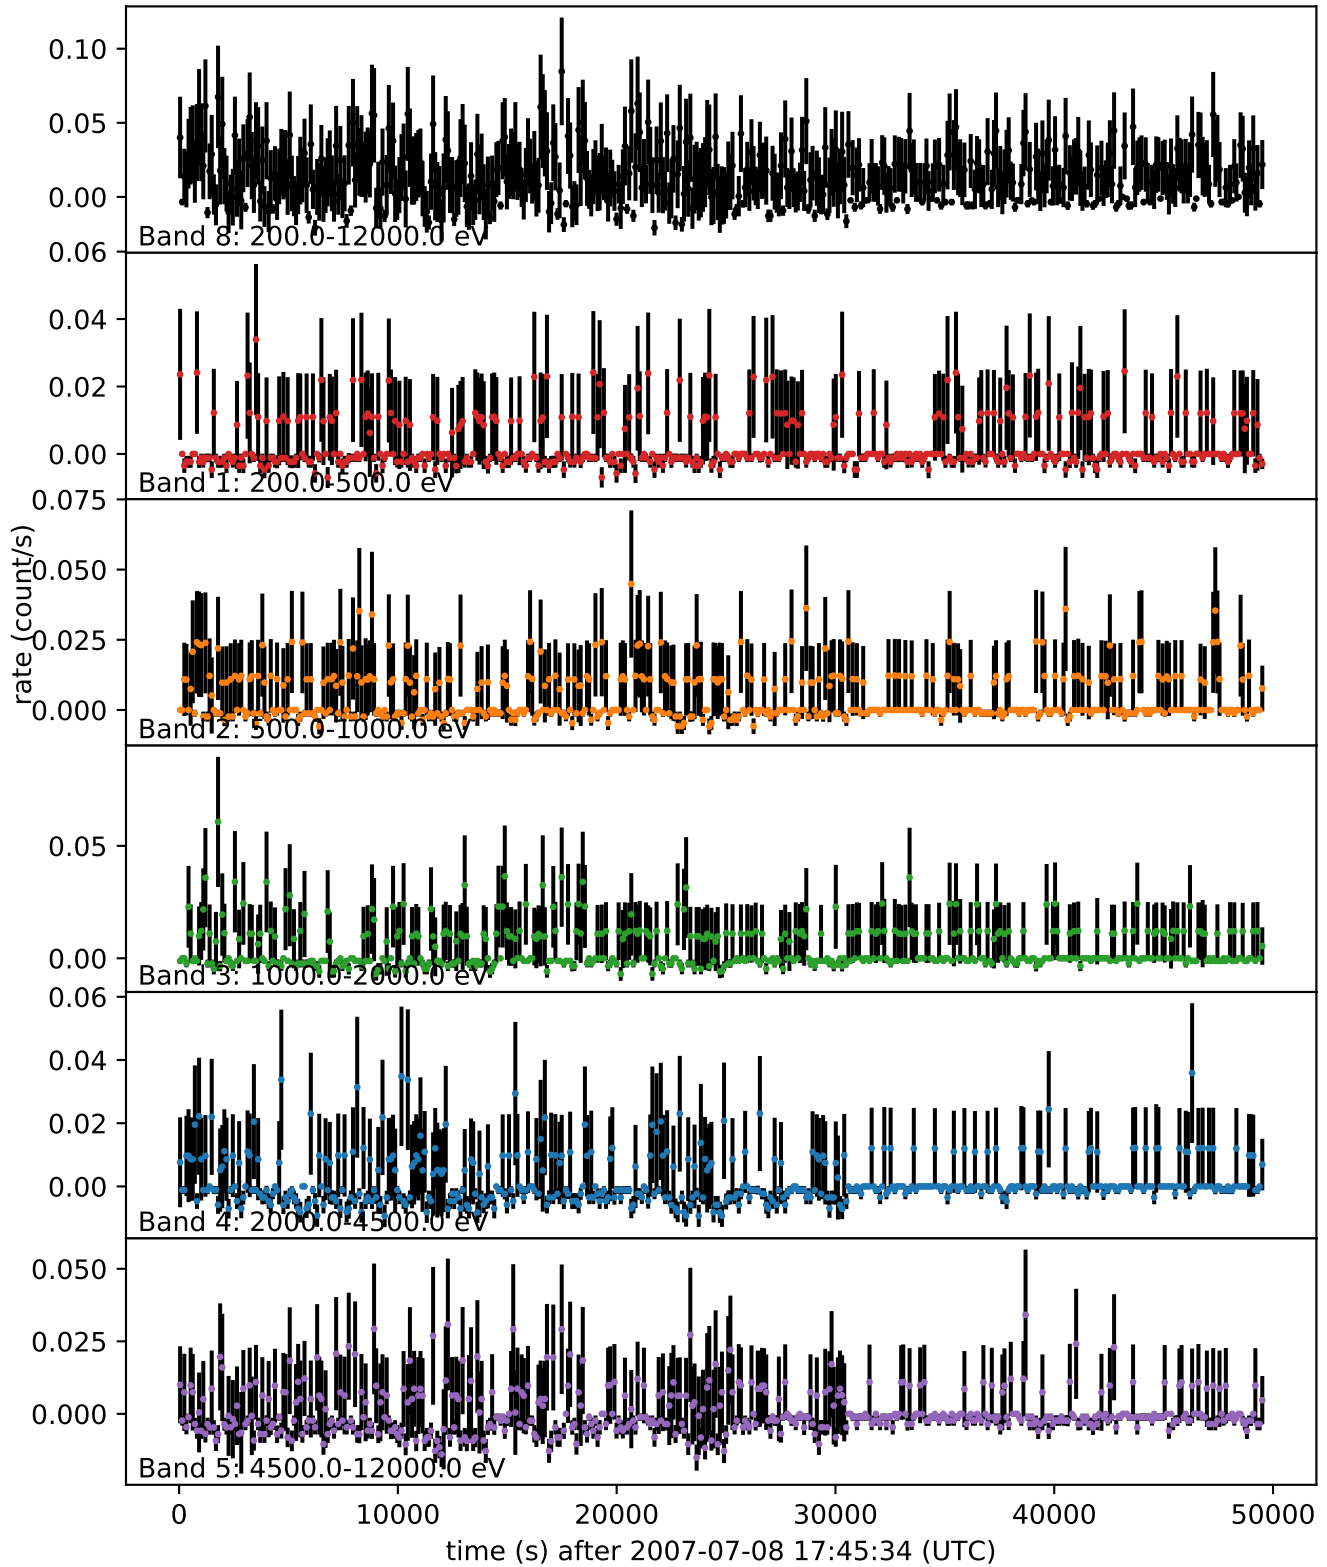 0.10
0.05
0.00
Band 8: 200.0-12000.0 eV
0.06
0.04
0.02
0.00
Band 1: 200.0-500.0 eV
0.075
0.050
0.025
0.000
Band 2: 500.0-1000.0 eV
rate (count/s)
0.05
0.00
Band 3: 1000.0-2000.0 eV
0.06
0.04
0.02
0.00
Band 4: 2000.0-4500.0 eV
0.050
0.025
0.000
Band 5: 4500.0-12000.0 eV
0 10000 20000 30000 40000 50000
time (s) after 2007-07-08 17:45:34 (UTC)